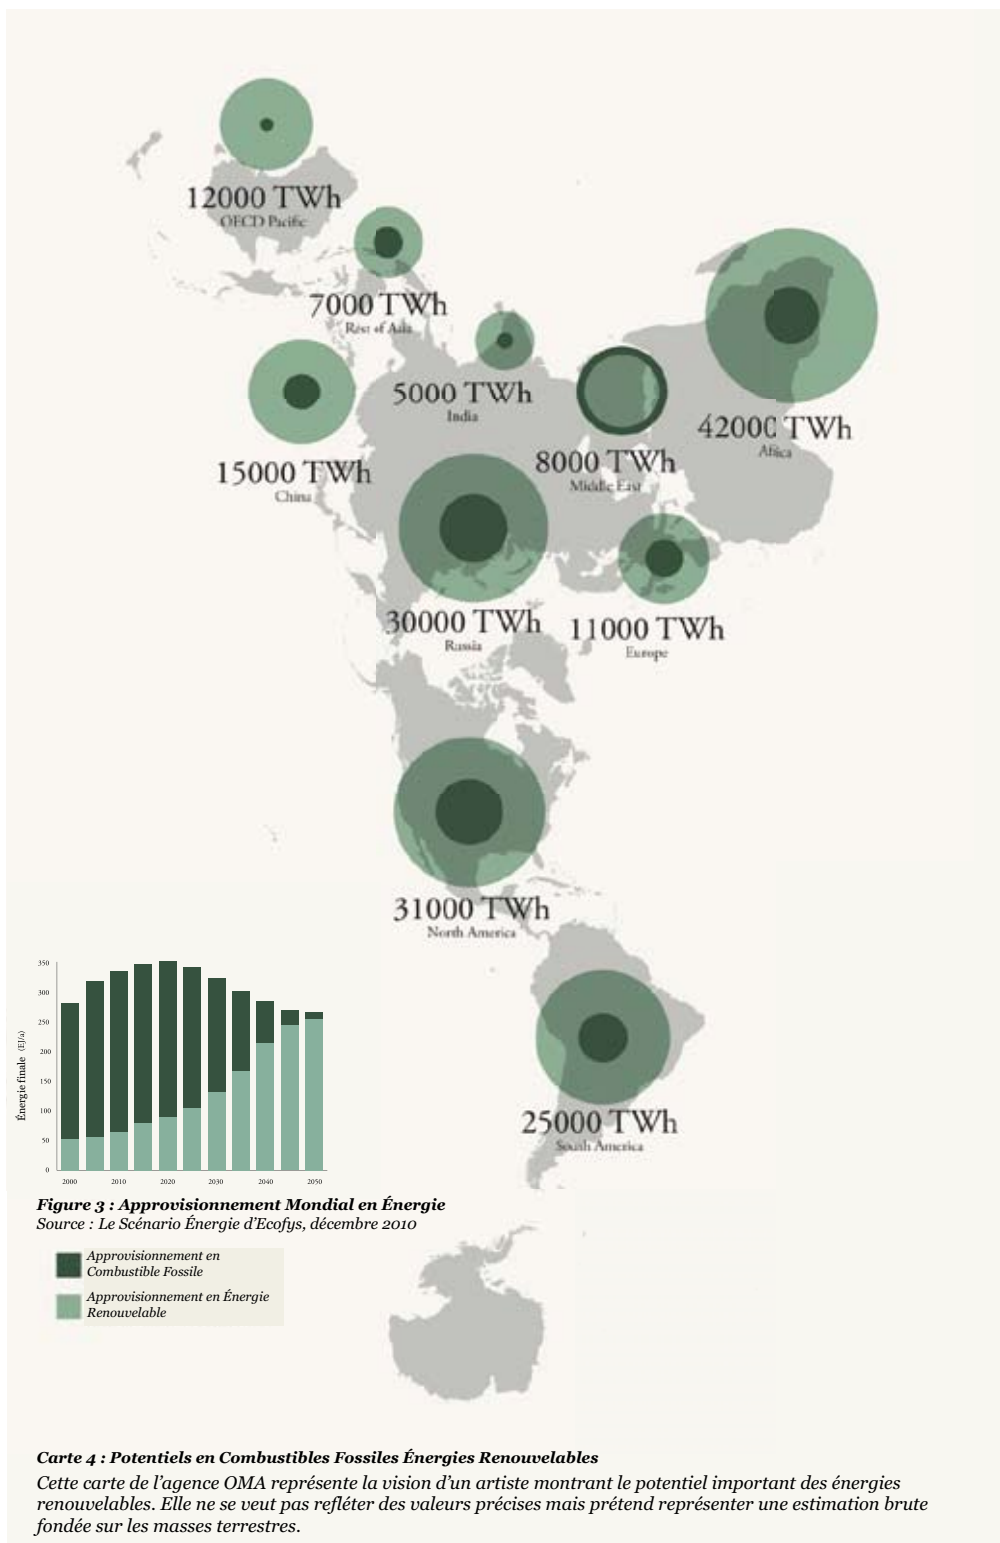 12000 TWh
OECD Pacific
7000 TWh
Rest of Asia
5000 TWh
India
42000 TWh
Africa
8000 TWh
Middle East
15000 TWh
China
30000 TWh
Russia
11000 TWh
Europe
31000 TWh
North America
25000 TWh
South America
Énergie finale (EJ/a)
350
300
250
200
150
100
50
0
2000 2010 2020 2030 2040 2050
Figure 3 : Approvisionnement Mondial en Énergie
Source : Le Scénario Énergie d’Ecofys, décembre 2010
Approvisionnement en
Combustible Fossile
Approvisionnement en Énergie
Renouvelable
Carte 4 : Potentiels en Combustibles Fossiles Énergies Renouvelables
Cette carte de l’agence OMA représente la vision d’un artiste montrant le potentiel important des énergies
renouvelables. Elle ne se veut pas refléter des valeurs précises mais prétend représenter une estimation brute
fondée sur les masses terrestres.